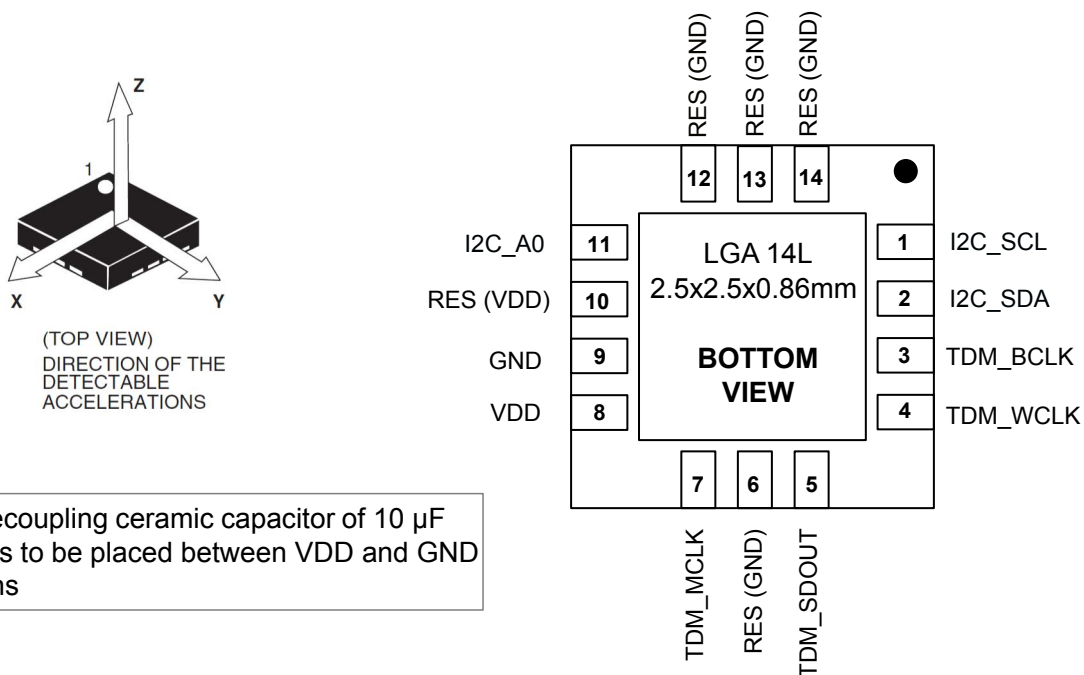 Z
1
X
Y
(TOP VIEW)
DIRECTION OF THE
DETECTABLE
ACCELERATIONS
ecoupling ceramic capacitor of 10 µF
s to be placed between VDD and GND
ns
RES (GND)
RES (GND)
RES (GND)
12
13
14
I2C_A0
11
RES (VDD)
10
GND
9
VDD
8
LGA 14L
2.5x2.5x0.86mm
BOTTOM
VIEW
1
I2C_SCL
2
I2C_SDA
3
TDM_BCLK
4
TDM_WCLK
7
6
5
TDM_MCLK
RES (GND)
TDM_SDOUT